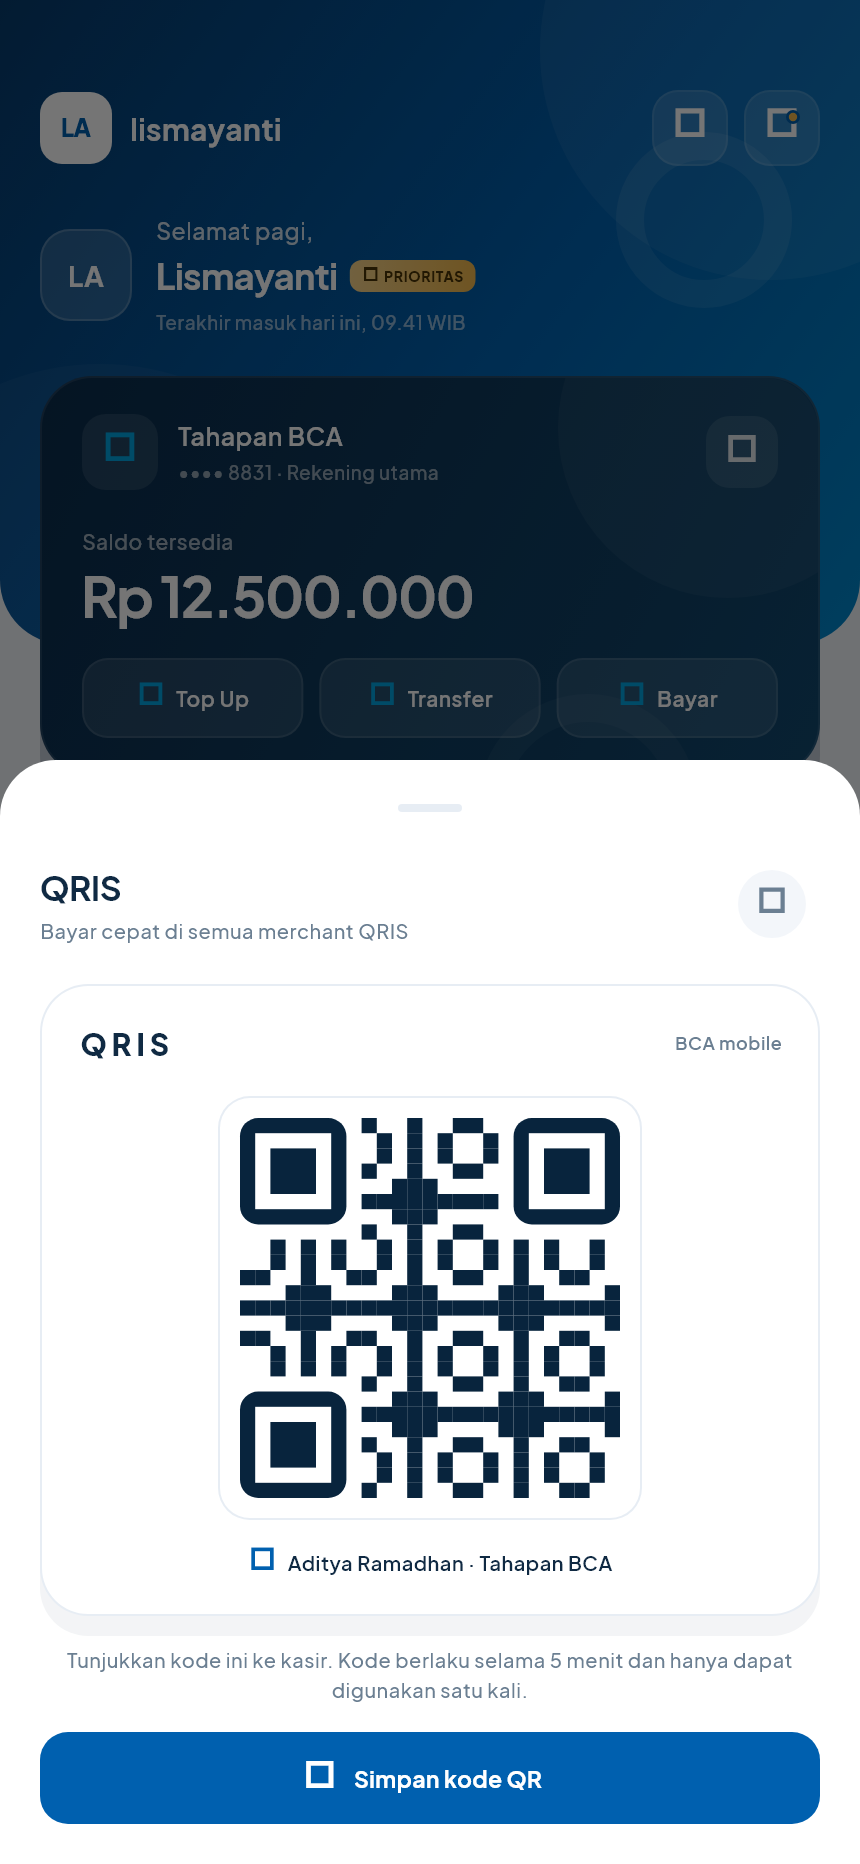 LA
lismayanti
Selamat pagi,
LA
Lismayanti
PRIORITAS
Terakhir masuk hari ini, 09.41 WIB
Tahapan BCA
•••• 8831 · Rekening utama
Saldo tersedia
Rp 12.500.000
Top Up
Transfer
Bayar
QRIS
Bayar cepat di semua merchant QRIS
QRIS
BCA mobile
Aditya Ramadhan · Tahapan BCA
Tunjukkan kode ini ke kasir. Kode berlaku selama 5 menit dan hanya dapat
digunakan satu kali.
Simpan kode QR